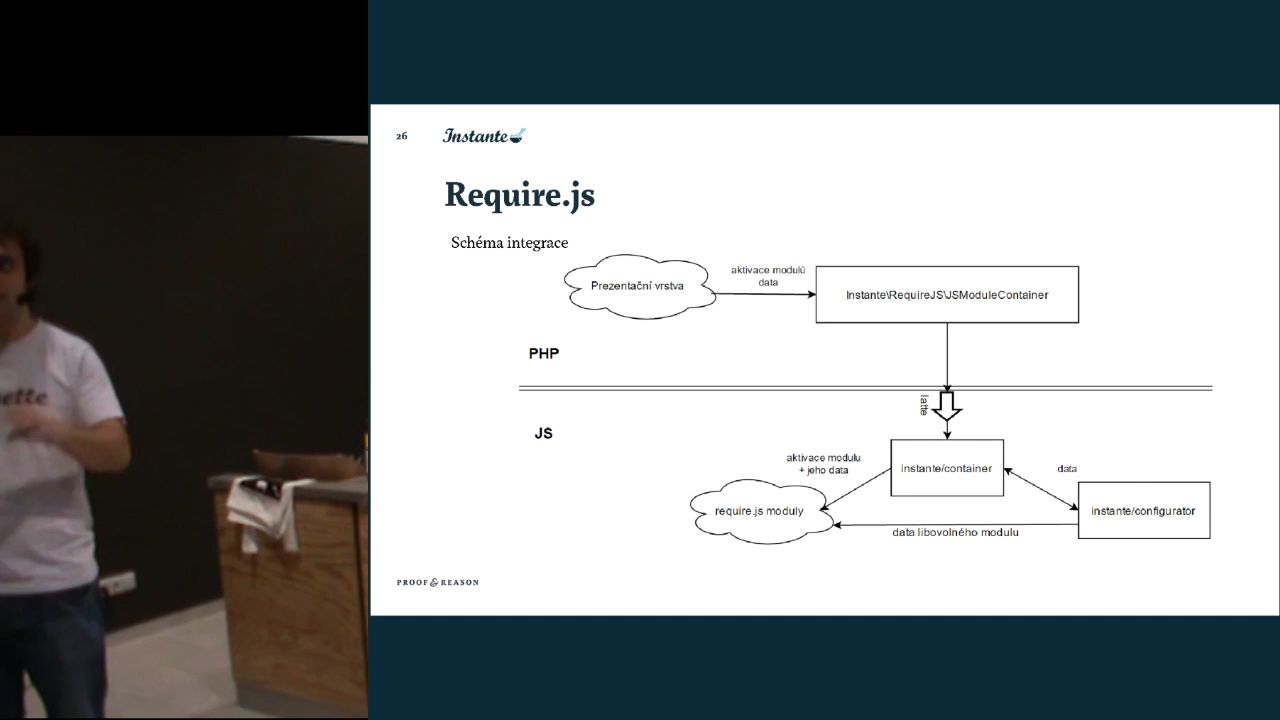 26
Instante
Require.js
Schéma integrace
Prezentační vrstva
aktivace modulů
data
Instante\RequireJS\JSModuleContainer
PHP
latte
JS
aktivace modulu
+ jeho data
instante/container
data
require.js moduly
instante/configurator
data libovolného modulu
PROOF & REASON